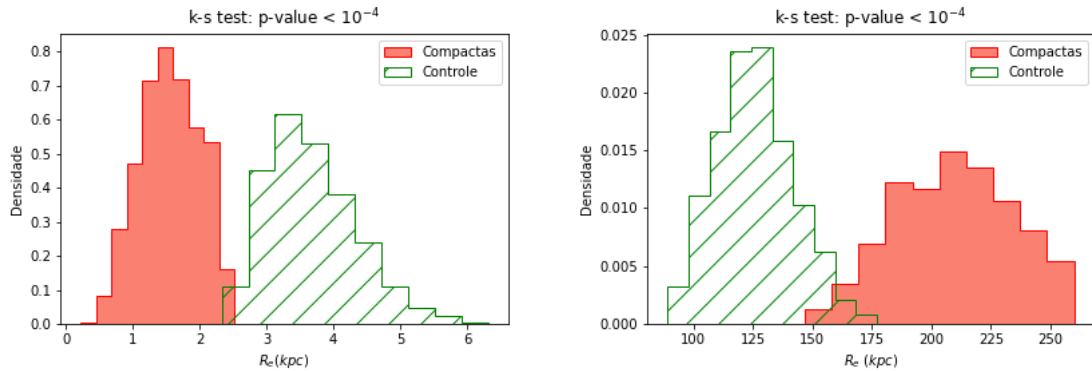 k-s test: p-value < 10⁻⁴
Densidade
0.8
0.7
0.6
0.5
0.4
0.3
0.2
0.1
0.0
Compactas
Controle
0 1 2 3 4 5 6
R_e(kpc)
k-s test: p-value < 10⁻⁴
Densidade
0.025
0.020
0.015
0.010
0.005
0.000
Compactas
Controle
100 125 150 175 200 225 250
R_e (kpc)